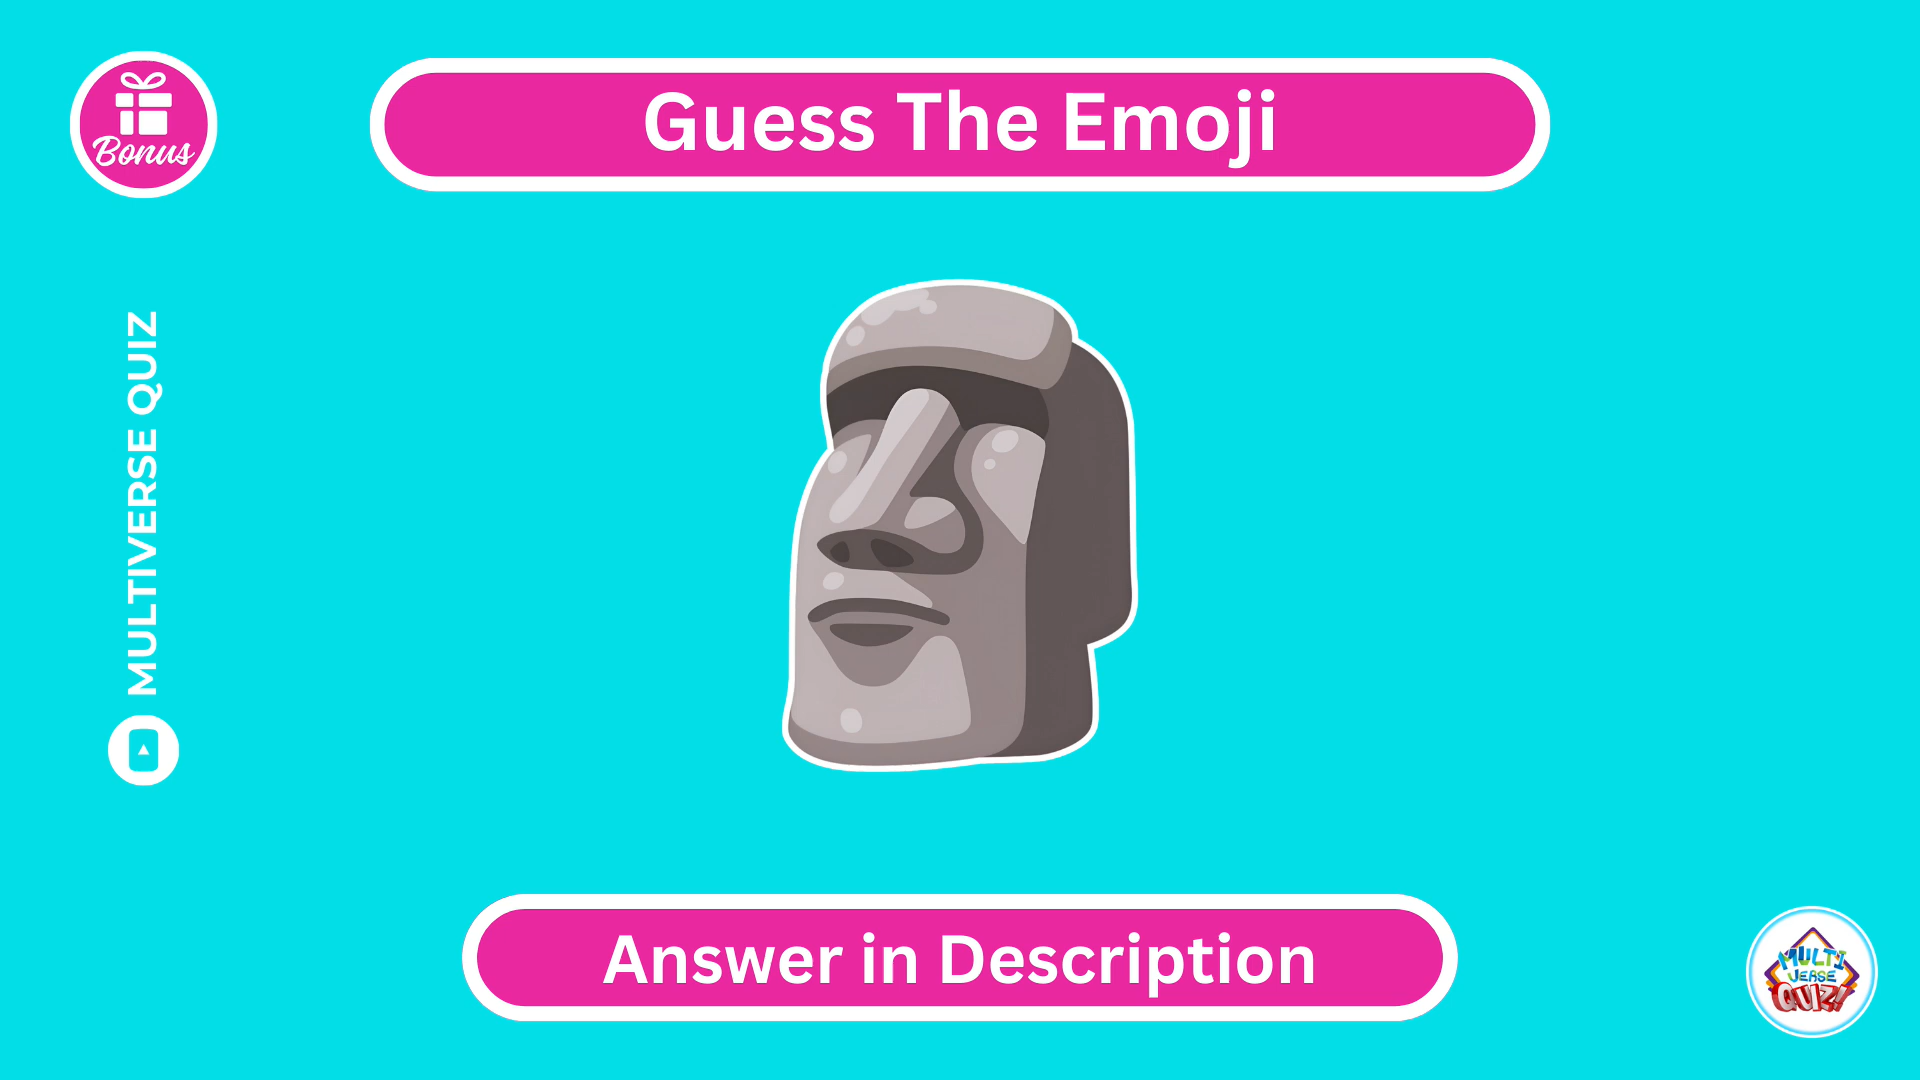 Bonus
Guess The Emoji
MULTIVERSE QUIZ
Answer in Description
MULTI
VERSE
QUIZ!